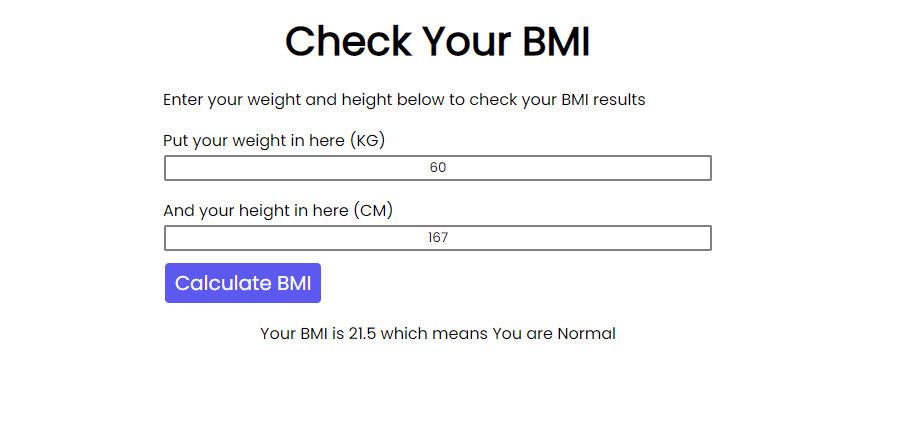 Check Your BMI
Enter your weight and height below to check your BMI results
Put your weight in here (KG)
60
And your height in here (CM)
167
Calculate BMI
Your BMI is 21.5 which means You are Normal